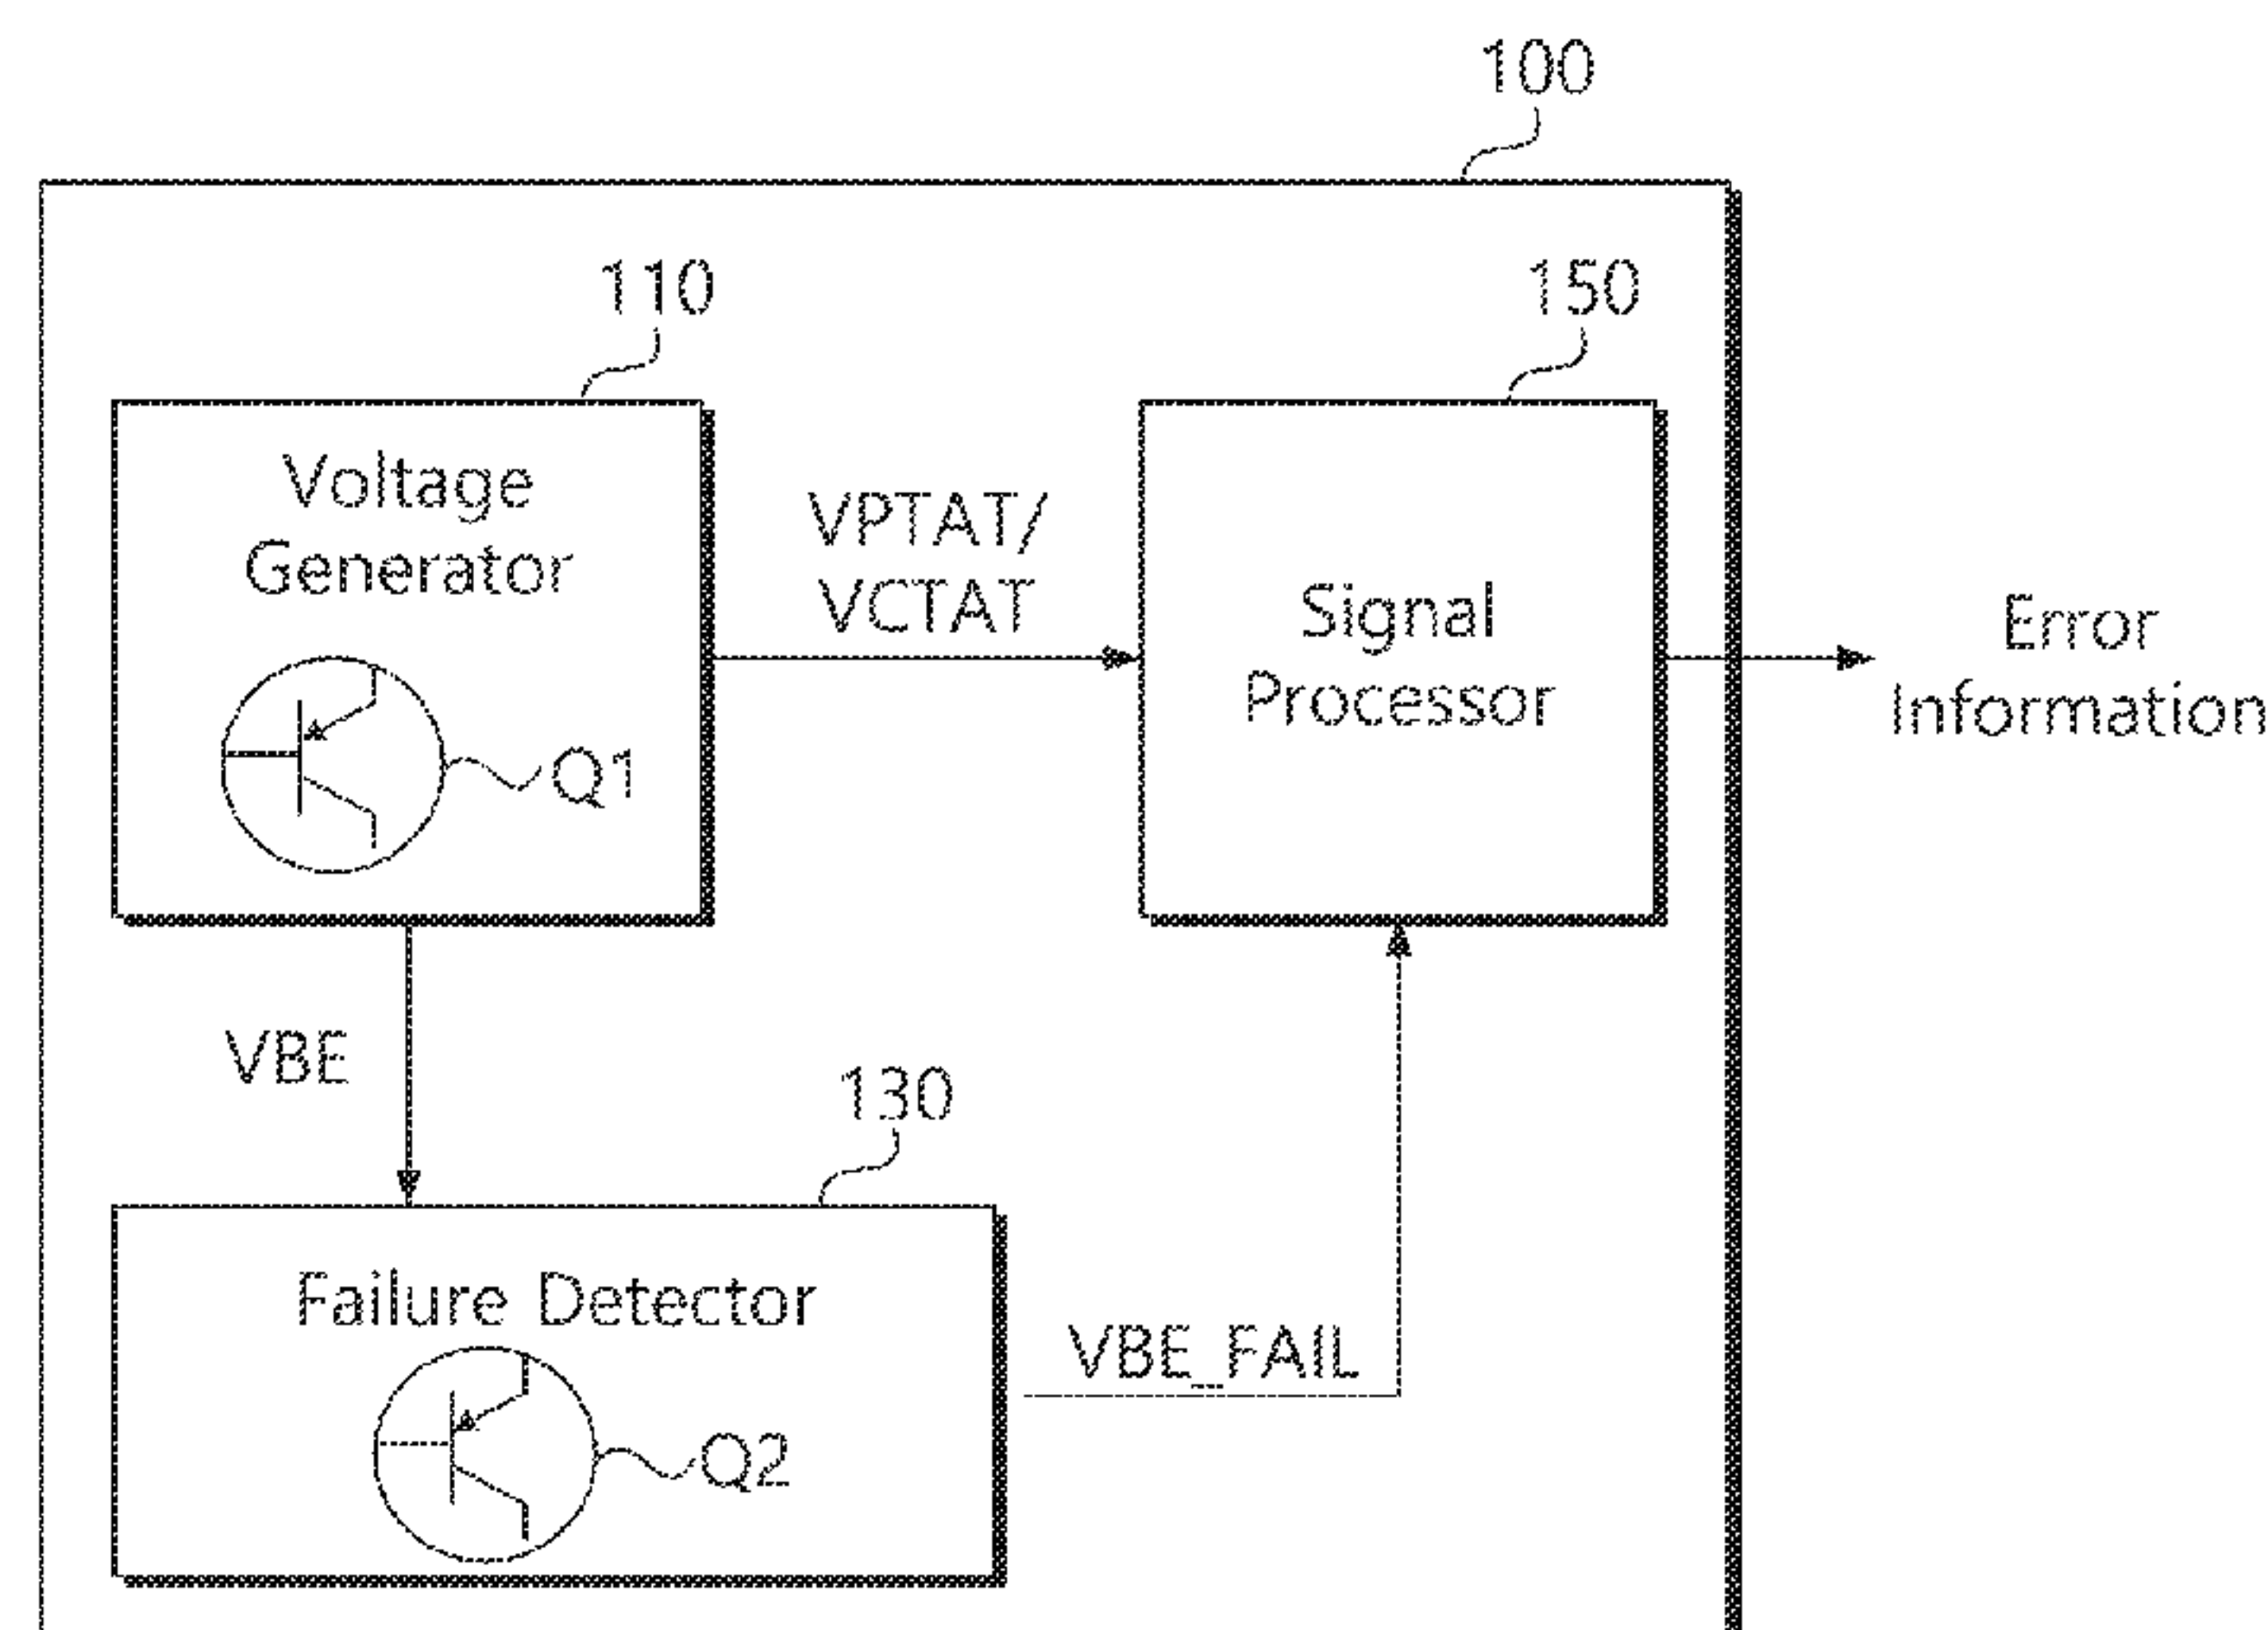 100
110
150
Voltage
Generator
Q1
VPTAT/
VCTAT
Signal
Processor
Error
Information
VBE
130
Failure Detector
Q2
VBE_FAIL